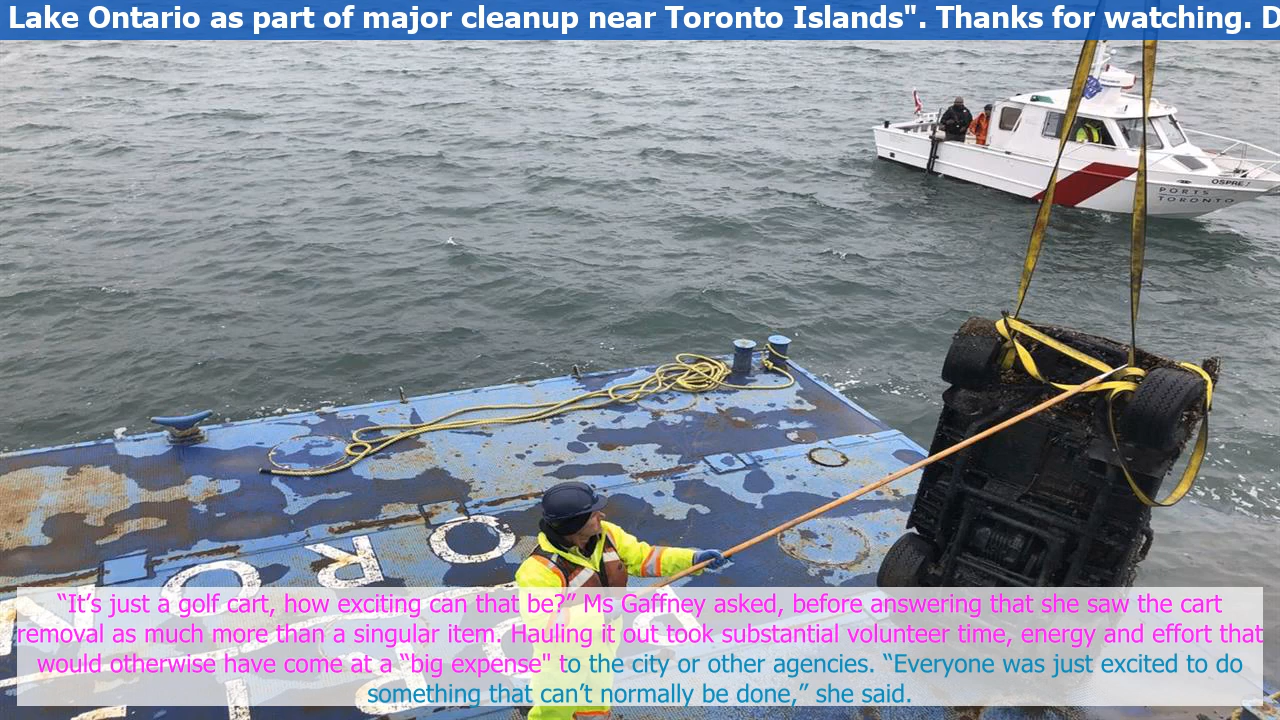 Lake Ontario as part of major cleanup near Toronto Islands". Thanks for watching. D
OSPREY
PORTS
TORONTO
“It’s just a golf cart, how exciting can that be?” Ms Gaffney asked, before answering that she saw the cart
removal as much more than a singular item. Hauling it out took substantial volunteer time, energy and effort that
would otherwise have come at a “big expense" to the city or other agencies. “Everyone was just excited to do
something that can’t normally be done,” she said.